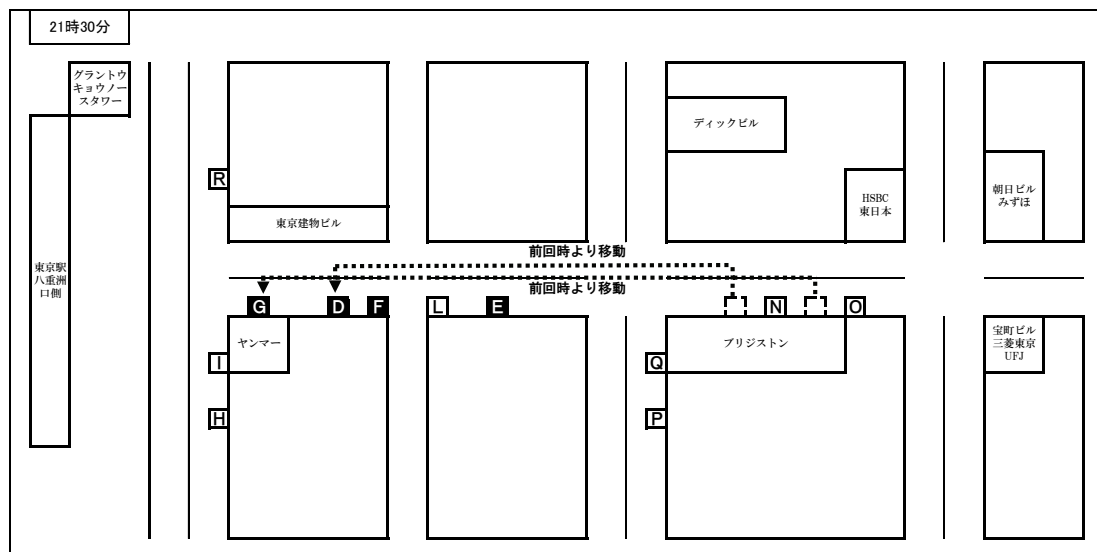 21時30分
グラントウ
キョウノー
スタワー
ディックビル
R
HSBC
東日本
朝日ビル
みずほ
東京建物ビル
東京駅
八重洲
口側
前回時より移動
前回時より移動
G
D
F
L
E
N
O
ヤンマー
ブリジストン
宝町ビル
三菱東京
UFJ
I
Q
H
P